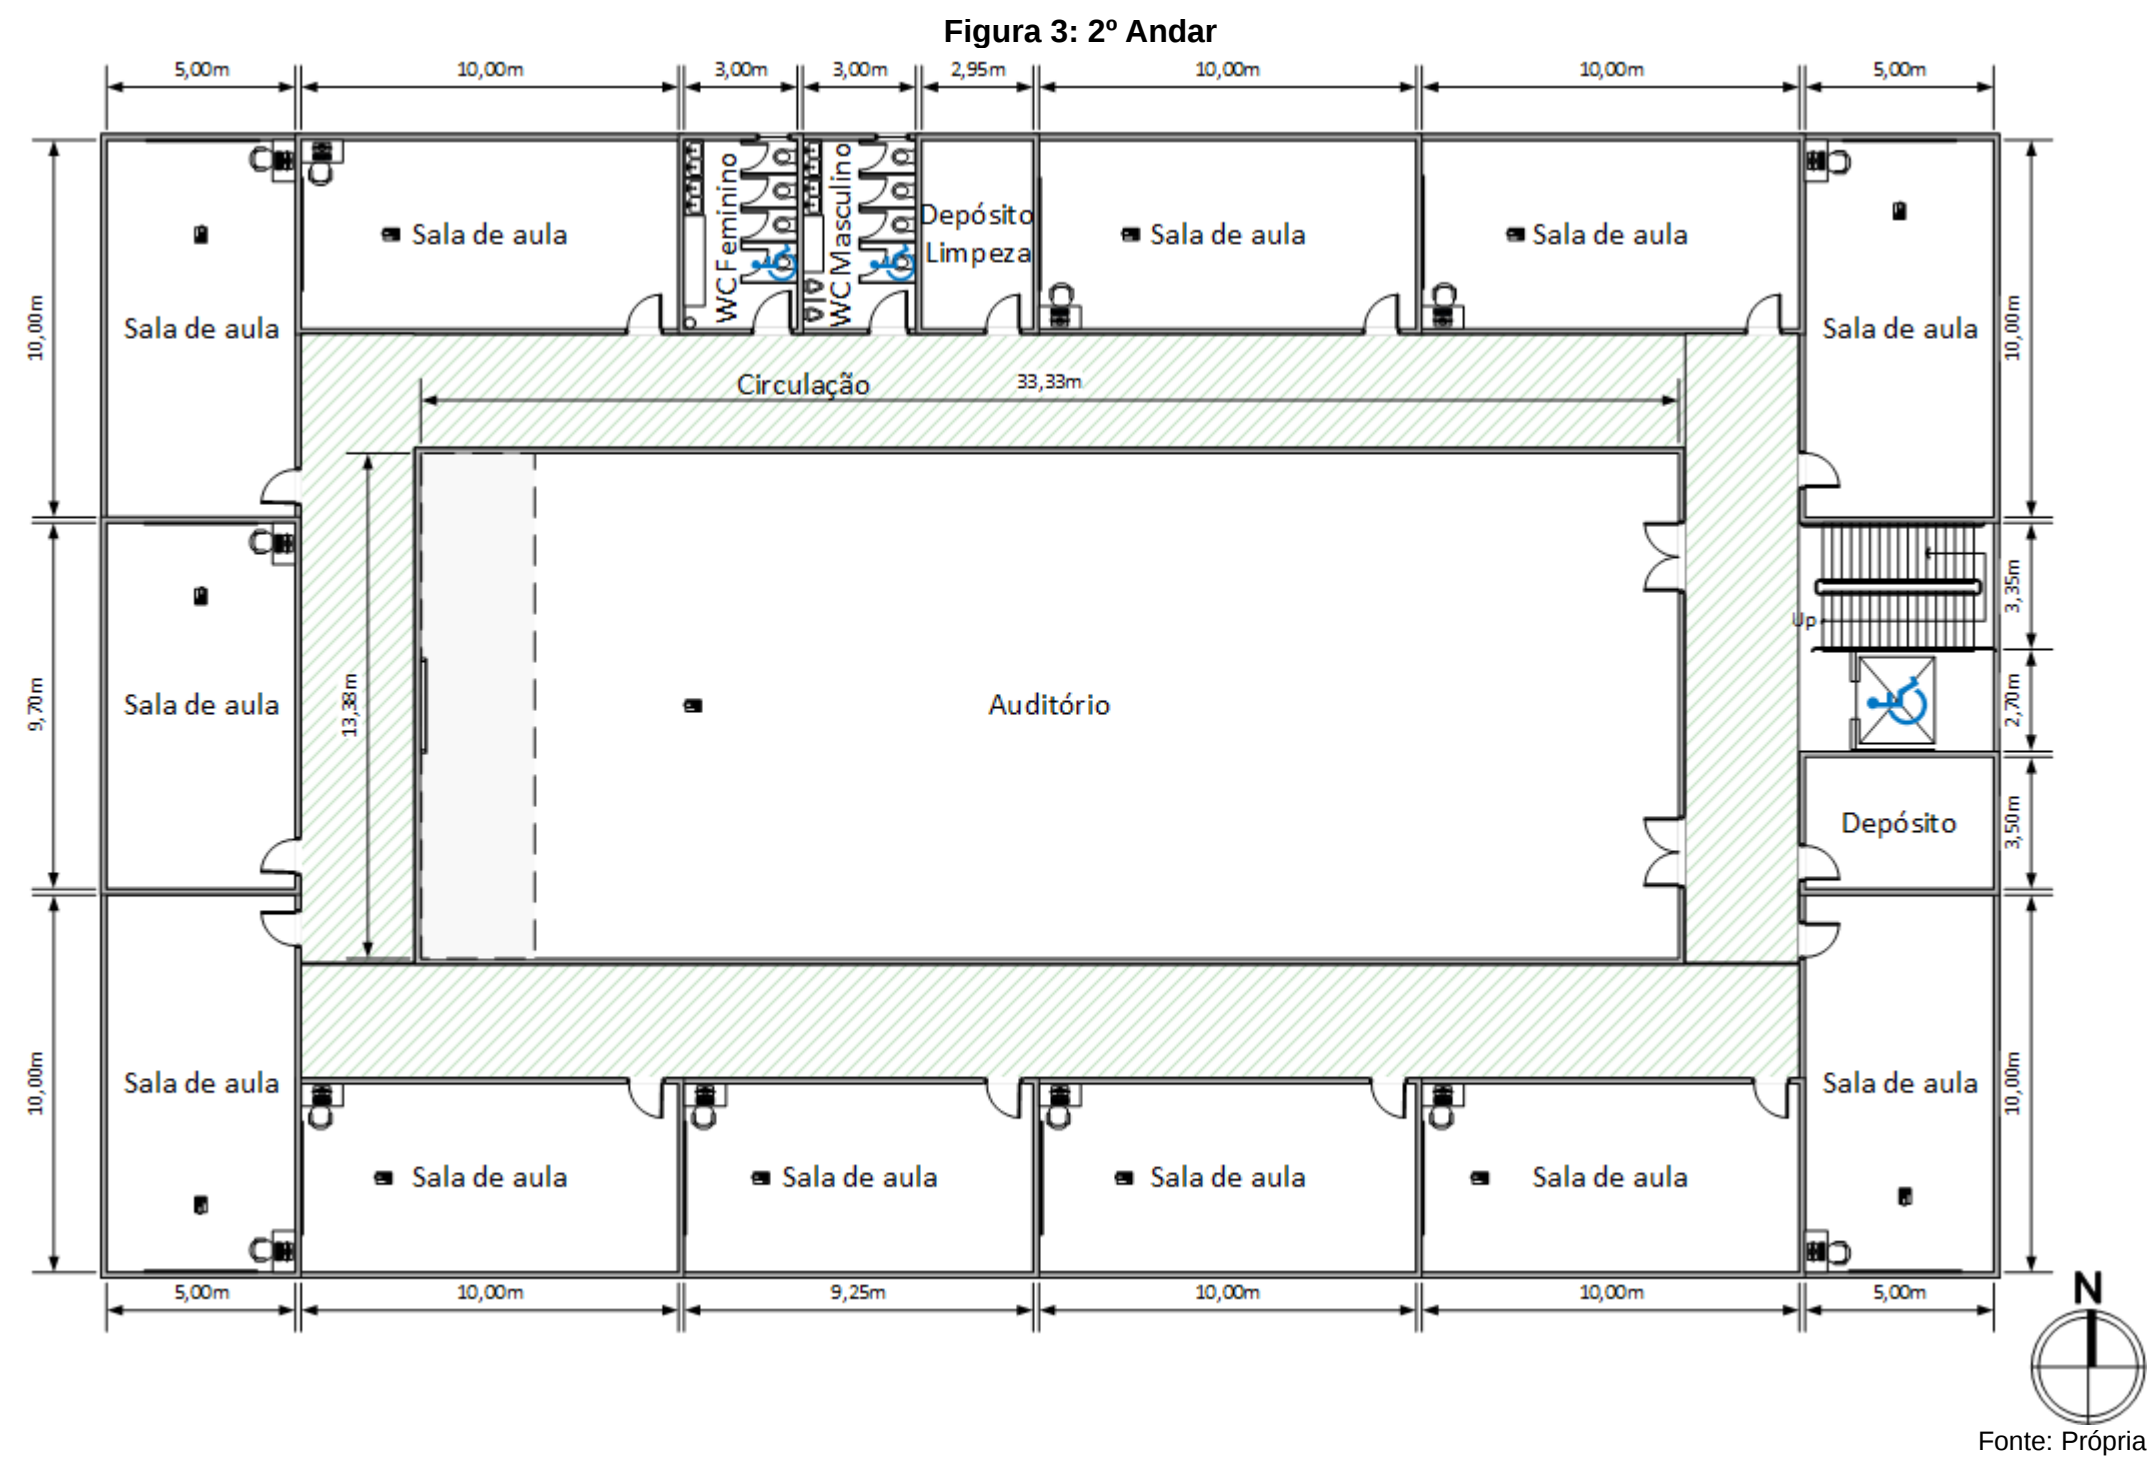 Figura 3: 2º Andar
5,00m 10,00m 3,00m 3,00m 2,95m 10,00m 10,00m 5,00m
WC Feminino
WC Masculino
Depósito
Limpeza
Sala de aula
Sala de aula
Sala de aula
10,00m
Sala de aula
Sala de aula
10,00m
Circulação
33,33m
3,35m
Up
9,70m
Sala de aula
13,38m
Auditório
2,70m
Depósito
3,50m
10,00m
Sala de aula
Sala de aula
10,00m
Sala de aula
Sala de aula
Sala de aula
Sala de aula
5,00m 10,00m 9,25m 10,00m 10,00m 5,00m
N
Fonte: Própria